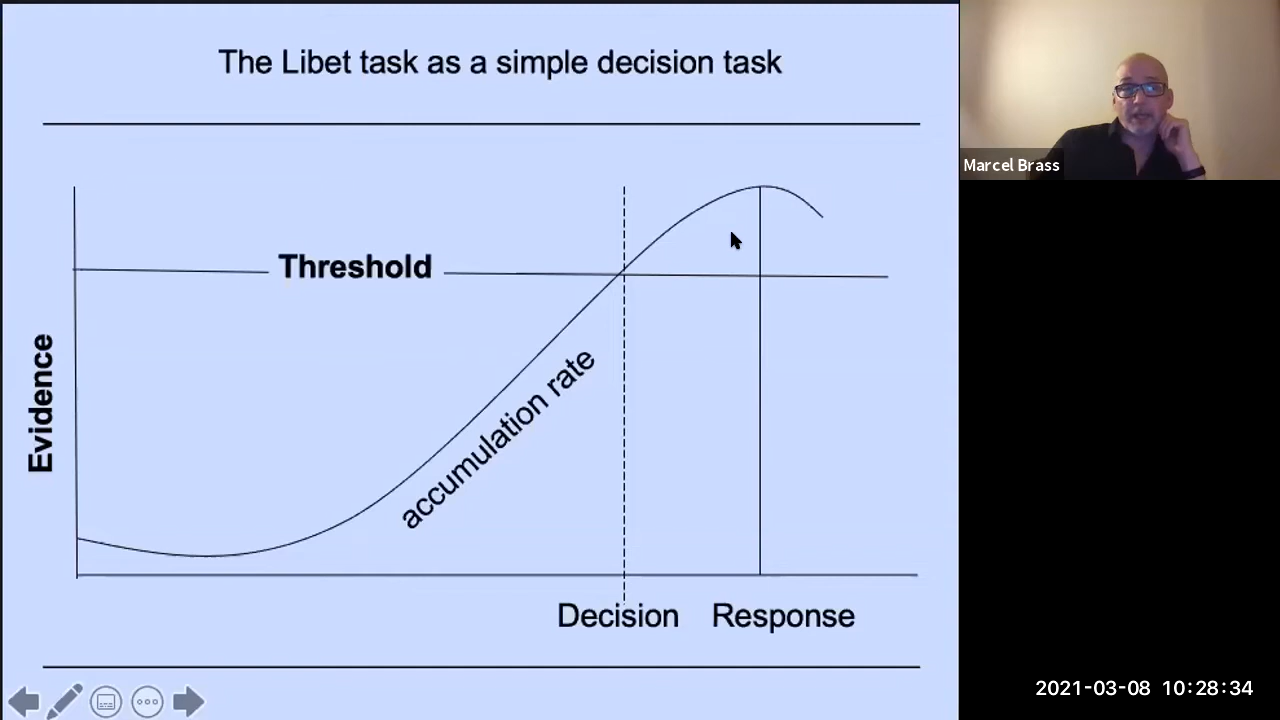 The Libet task as a simple decision task
Marcel Brass
Threshold
Evidence
accumulation rate
Decision
Response
2021-03-08 10:28:34